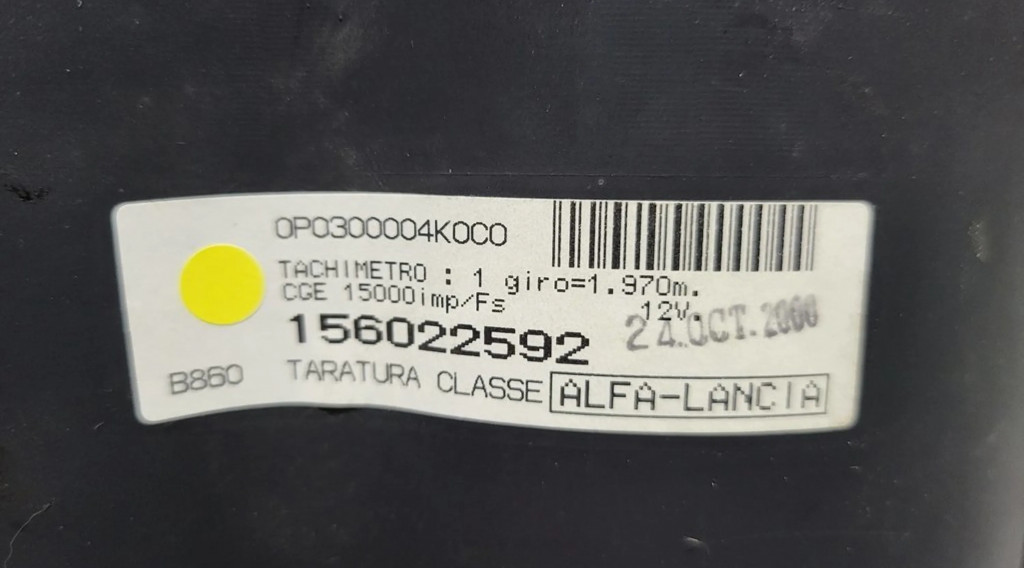 0P0300004K0C0
TACHIMETRO : 1 giro=1.970m.
CGE 15000imp/Fs 12V.
156022592
24.OCT.2000
B860 TARATURA CLASSE ALFA-LANCIA